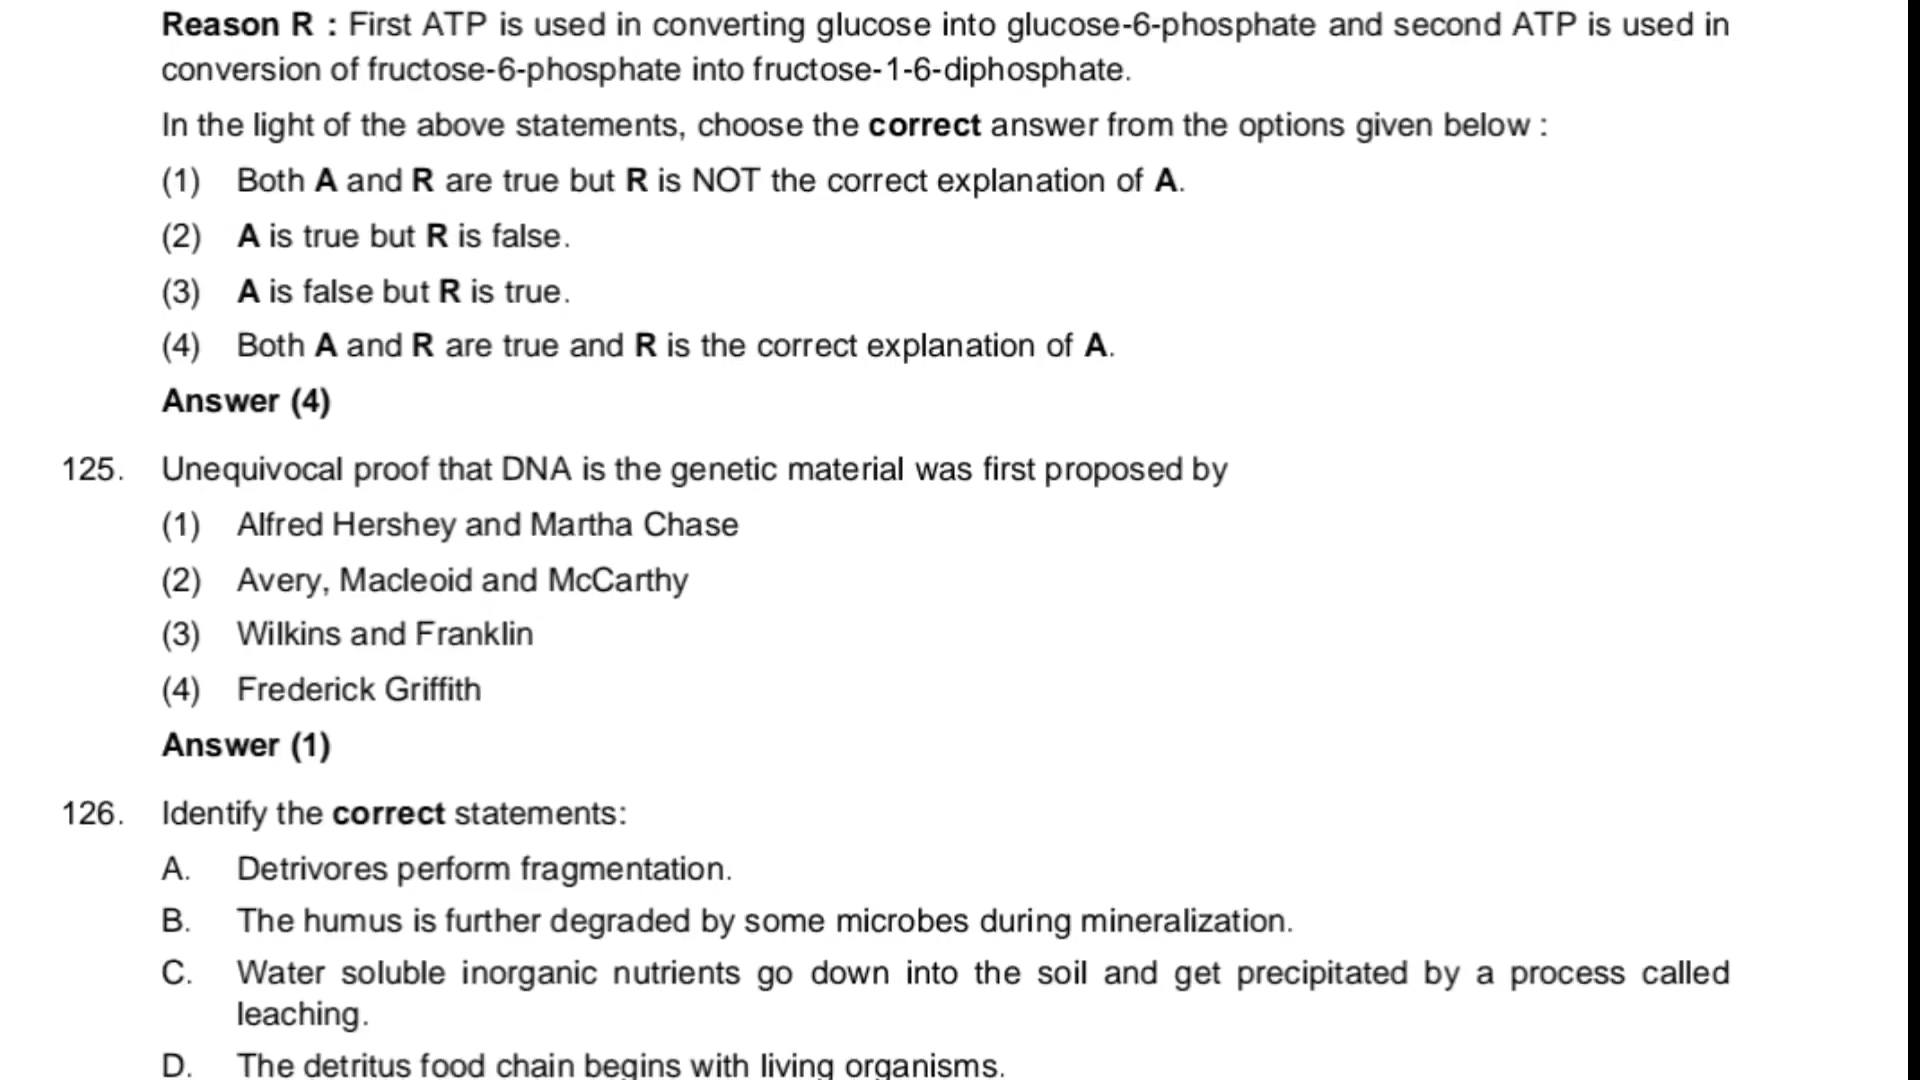 Reason R : First ATP is used in converting glucose into glucose-6-phosphate and second ATP is used in
conversion of fructose-6-phosphate into fructose-1-6-diphosphate.
In the light of the above statements, choose the correct answer from the options given below :
(1) Both A and R are true but R is NOT the correct explanation of A.
(2) A is true but R is false.
(3) A is false but R is true.
(4) Both A and R are true and R is the correct explanation of A.
Answer (4)
125. Unequivocal proof that DNA is the genetic material was first proposed by
(1) Alfred Hershey and Martha Chase
(2) Avery, Macleoid and McCarthy
(3) Wilkins and Franklin
(4) Frederick Griffith
Answer (1)
126. Identify the correct statements:
A. Detrivores perform fragmentation.
B. The humus is further degraded by some microbes during mineralization.
C. Water soluble inorganic nutrients go down into the soil and get precipitated by a process called
leaching.
D. The detritus food chain begins with living organisms.